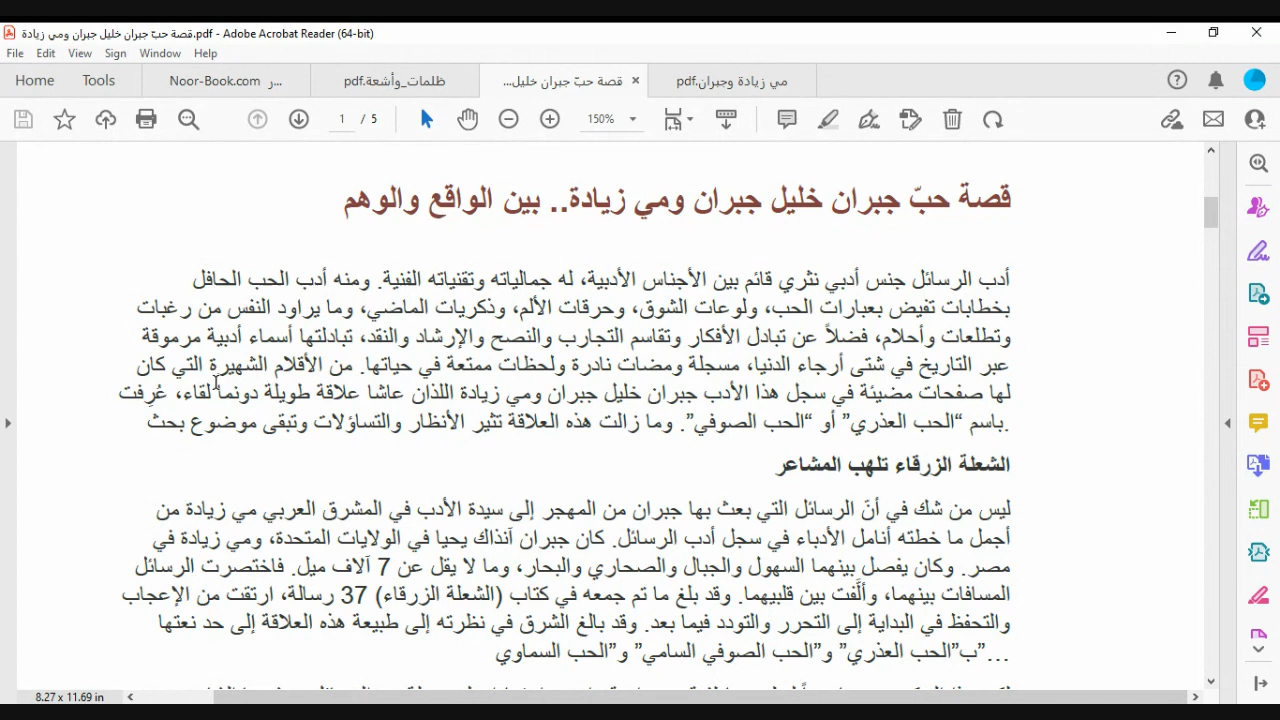 قصة حبّ جبران خليل جبران ومي زيادة.pdf - Adobe Acrobat Reader (64-bit)
File Edit View Sign Window Help
Home Tools Noor-Book.com ر... ظلمات_وأشعة.pdf قصة حبّ جبران خليل... مي زيادة وجبران.pdf
1 / 5 150%
قصة حبّ جبران خليل جبران ومي زيادة.. بين الواقع والوهم
أدب الرسائل جنس أدبي نثري قائم بين الأجناس الأدبية، له جمالياته وتقنياته الفنية. ومنه أدب الحب الحافل
بخطابات تفيض بعبارات الحب، ولوعات الشوق، وحرقات الألم، وذكريات الماضي، وما يراود النفس من رغبات
وتطلعات وأحلام، فضلاً عن تبادل الأفكار وتقاسم التجارب والنصح والإرشاد والنقد، تبادلتها أسماء أدبية مرموقة
عبر التاريخ في شتى أرجاء الدنيا، مسجلة ومضات نادرة ولحظات ممتعة في حياتها. من الأقلام الشهيرة التي كان
لها صفحات مضيئة في سجل هذا الأدب جبران خليل جبران ومي زيادة اللذان عاشا علاقة طويلة دونما لقاء، عُرِفت
.باسم “الحب العذري” أو “الحب الصوفي”. وما زالت هذه العلاقة تثير الأنظار والتساؤلات وتبقى موضوع بحث
الشعلة الزرقاء تلهب المشاعر
ليس من شك في أنّ الرسائل التي بعث بها جبران من المهجر إلى سيدة الأدب في المشرق العربي مي زيادة من
أجمل ما خطته أنامل الأدباء في سجل أدب الرسائل. كان جبران آنذاك يحيا في الولايات المتحدة، ومي زيادة في
مصر. وكان يفصل بينهما السهول والجبال والصحاري والبحار، وما لا يقل عن 7 آلاف ميل. فاختصرت الرسائل
المسافات بينهما، وألَّفت بين قلبيهما. وقد بلغ ما تم جمعه في كتاب (الشعلة الزرقاء) 37 رسالة، ارتقت من الإعجاب
والتحفظ في البداية إلى التحرر والتودد فيما بعد. وقد بالغ الشرق في نظرته إلى طبيعة هذه العلاقة إلى حد نعتها
...”ب”الحب العذري” و”الحب الصوفي السامي” و”الحب السماوي
8.27 x 11.69 in